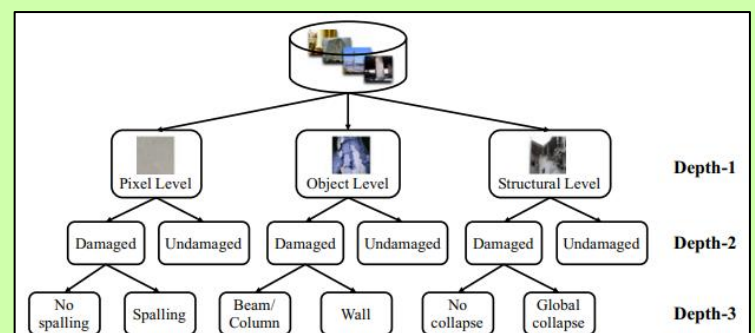 Pixel Level
Object Level
Structural Level
Depth-1
Damaged
Undamaged
Damaged
Undamaged
Damaged
Undamaged
Depth-2
No
spalling
Spalling
Beam/
Column
Wall
No
collapse
Global
collapse
Depth-3